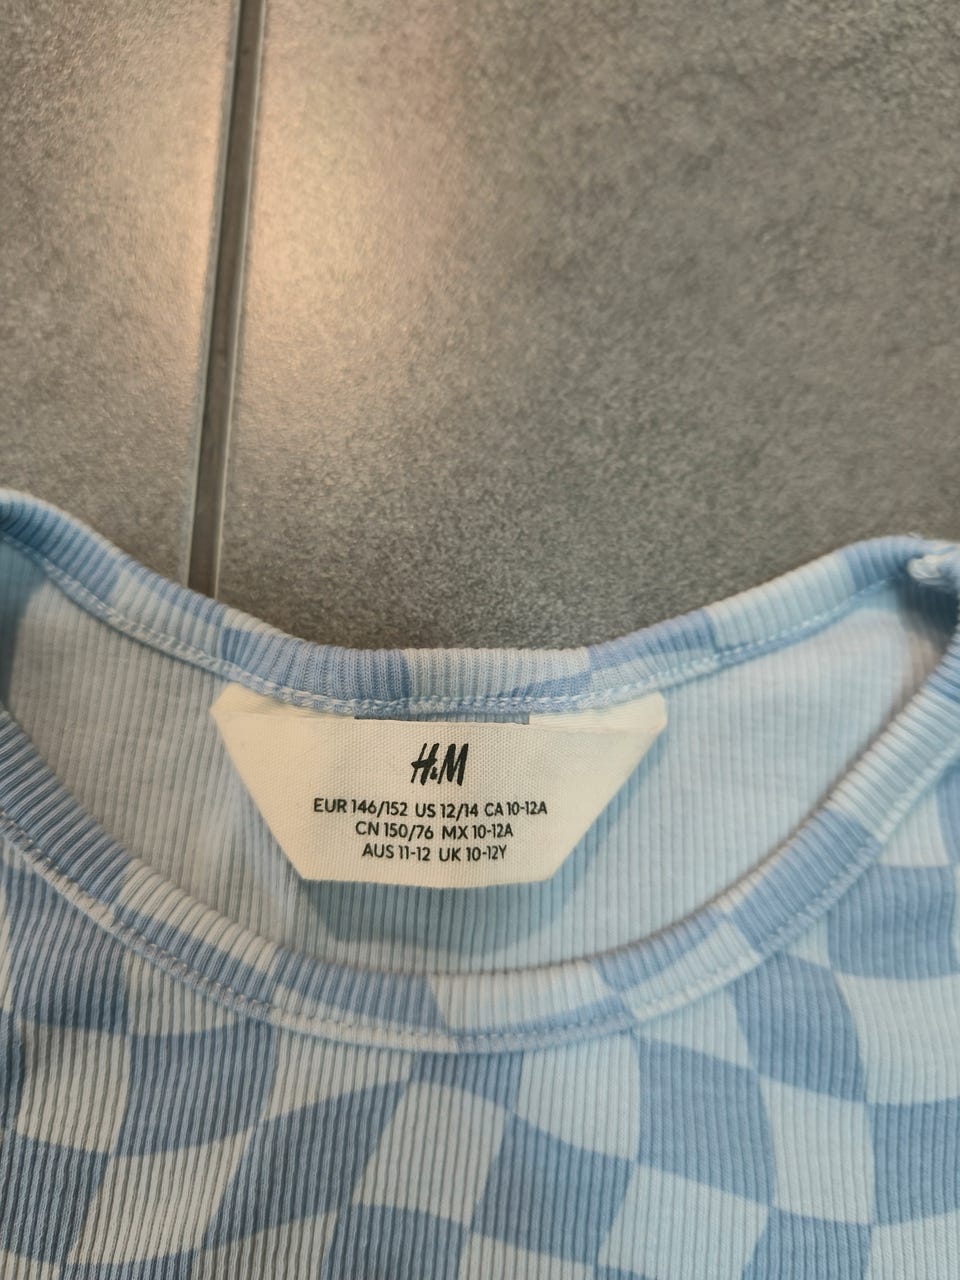 H&M
EUR 146/152 US 12/14 CA 10-12A
CN 150/76 MX 10-12A
AUS 11-12 UK 10-12Y